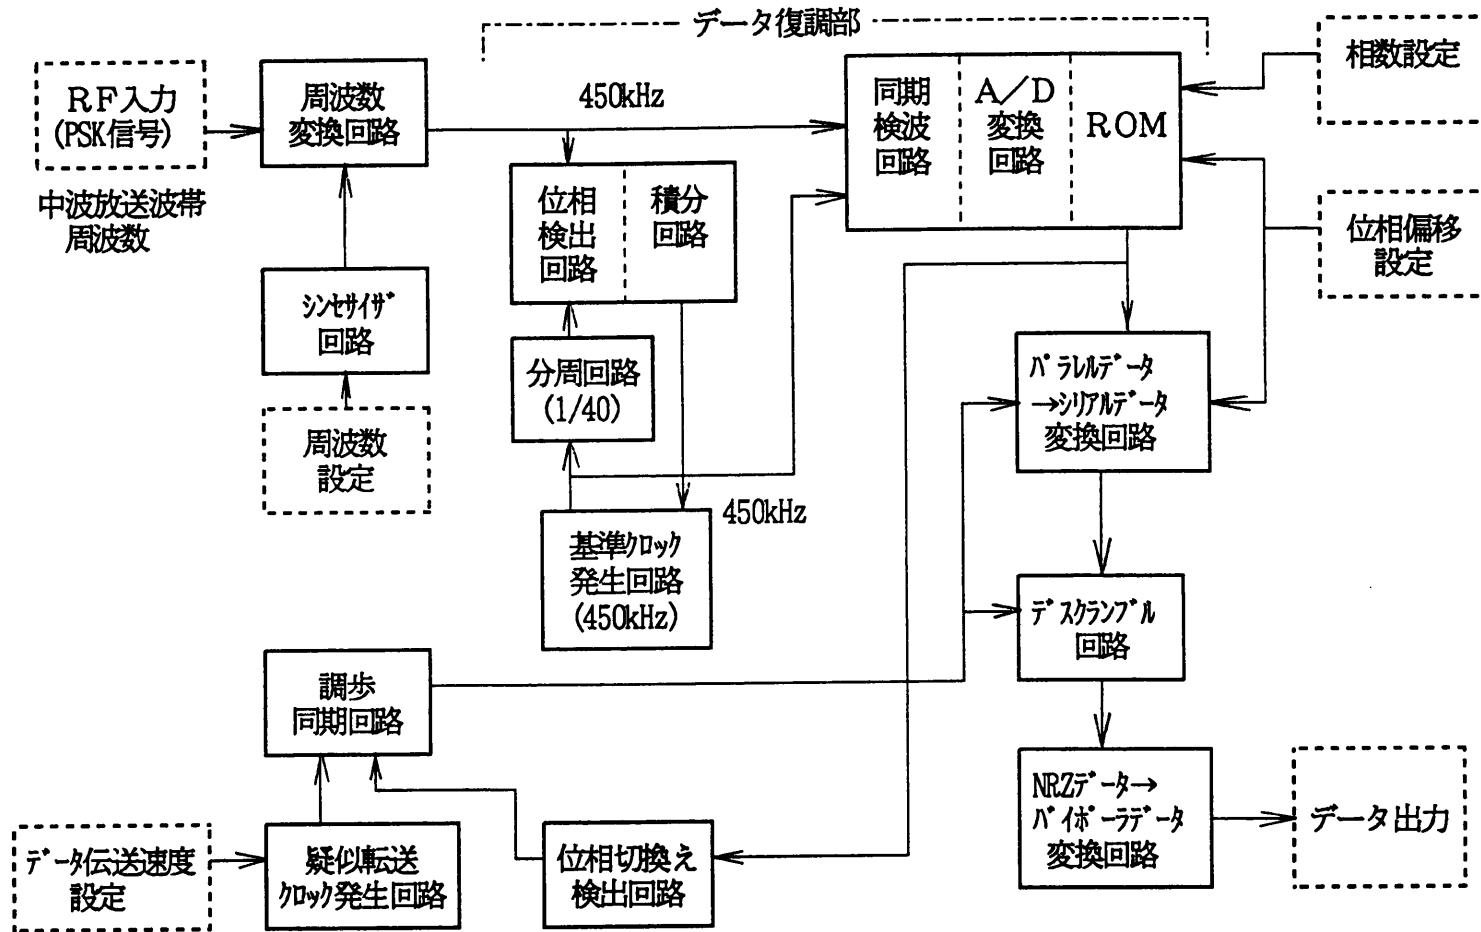 データ復調部
RF入力
(PSK信号)
中波放送波帯
周波数
周波数
変換回路
450kHz
同期
検波
回路
A/D
変換
回路
ROM
相数設定
位相
検出
回路
積分
回路
位相偏移
設定
シンセサイザ
回路
分周回路
(1/40)
パラレルデータ
→シリアルデータ
変換回路
周波数
設定
450kHz
基準クロック
発生回路
(450kHz)
デスクランブル
回路
調歩
同期回路
NRZデータ→
バイポーラデータ
変換回路
データ出力
データ伝送速度
設定
疑似転送
クロック発生回路
位相切換え
検出回路